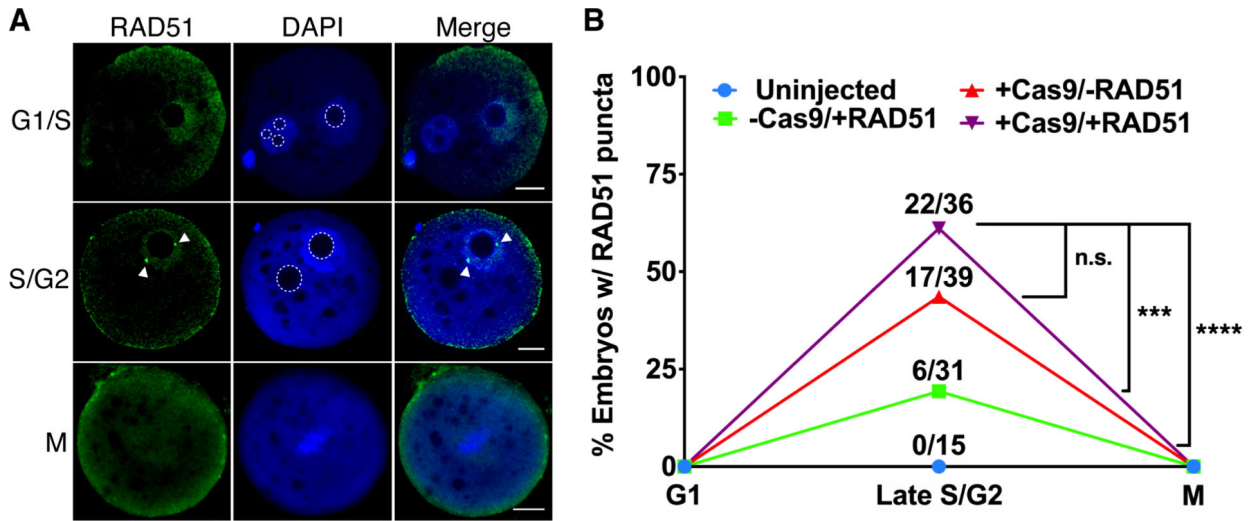 A
RAD51 DAPI Merge
G1/S
S/G2
M
B
% Embryos w/ RAD51 puncta
100
75
50
25
0
Uninjected
-Cas9/+RAD51
+Cas9/-RAD51
+Cas9/+RAD51
22/36
17/39
6/31
0/15
n.s.
***
****
G1 Late S/G2 M